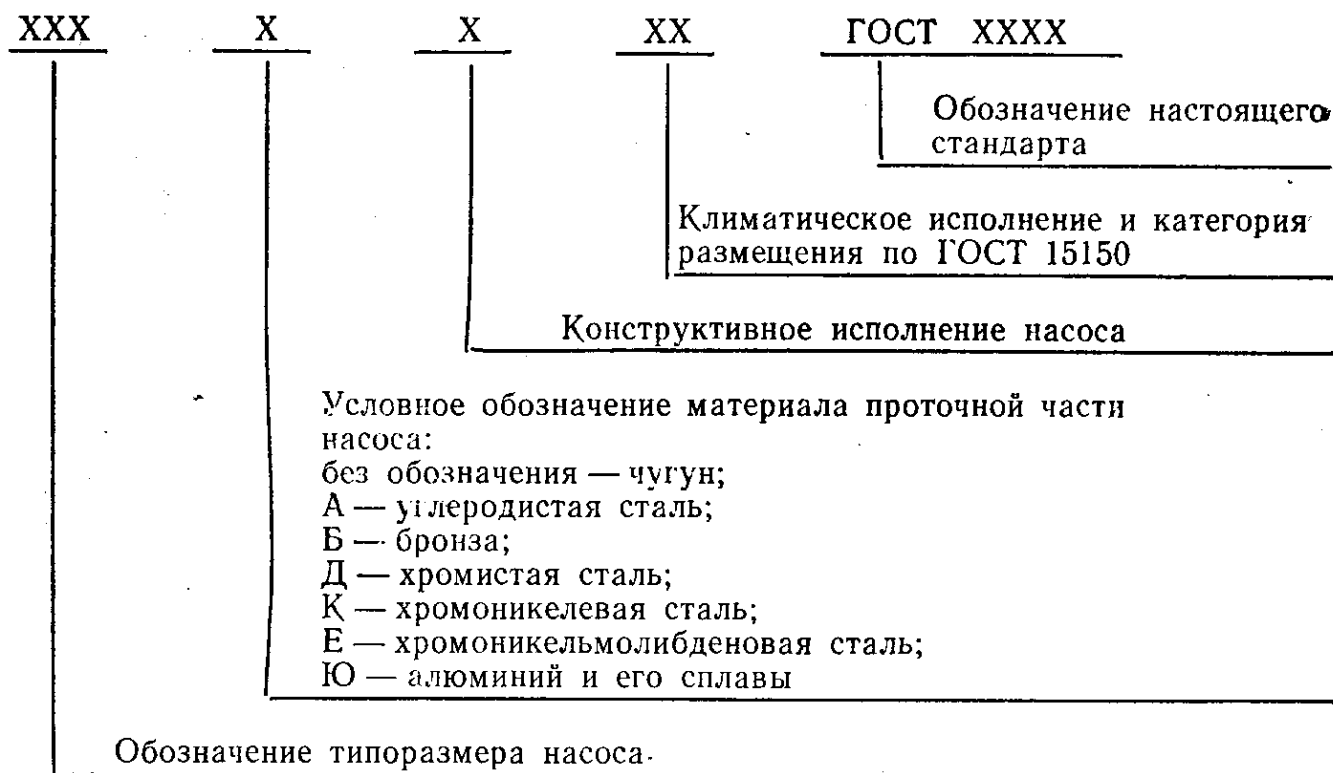 XXX X X XX ГОСТ XXXX
Обозначение настоящего
стандарта
Климатическое исполнение и категория
размещения по ГОСТ 15150
Конструктивное исполнение насоса
Условное обозначение материала проточной части
насоса:
без обозначения — чугун;
А — углеродистая сталь;
Б — бронза;
Д — хромистая сталь;
К — хромоникелевая сталь;
Е — хромоникельмолибденовая сталь;
Ю — алюминий и его сплавы
Обозначение типоразмера насоса